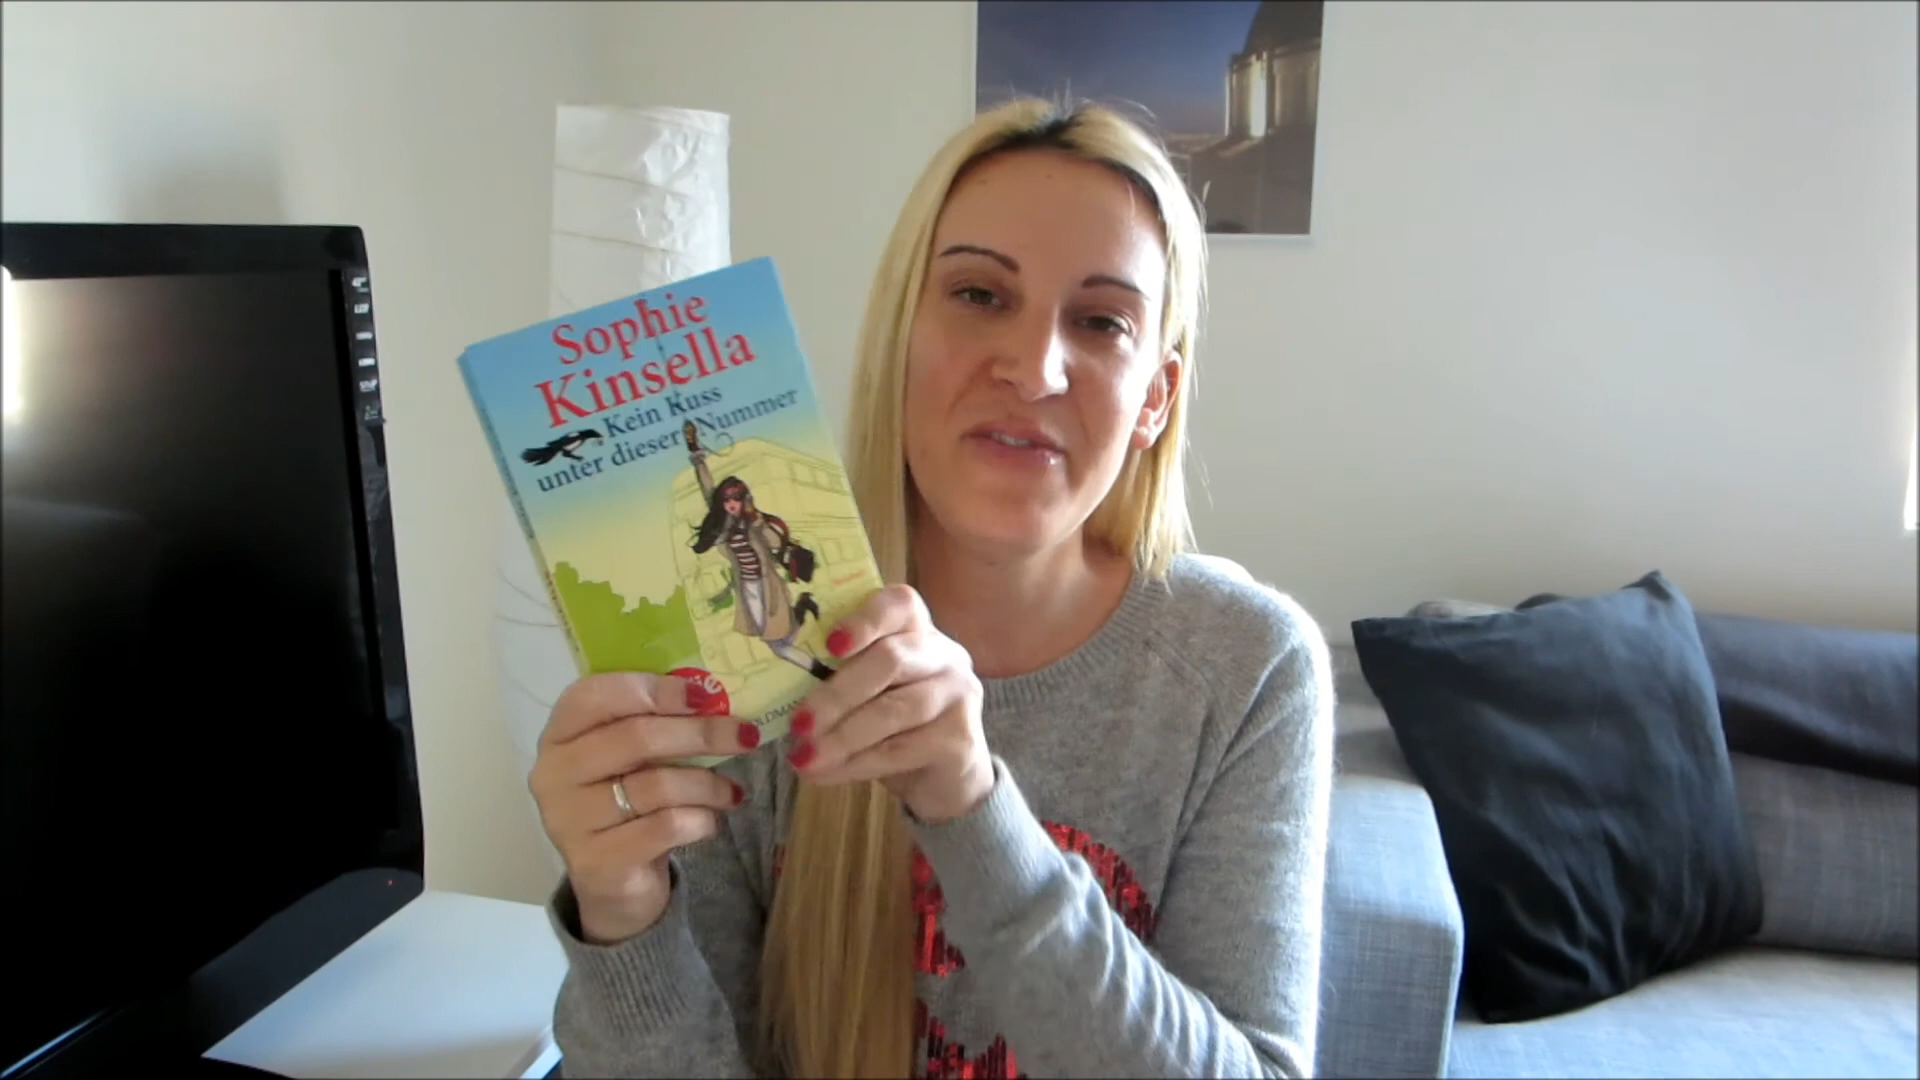 Sophie
Kinsella
Kein Kuss
unter dieser Nummer